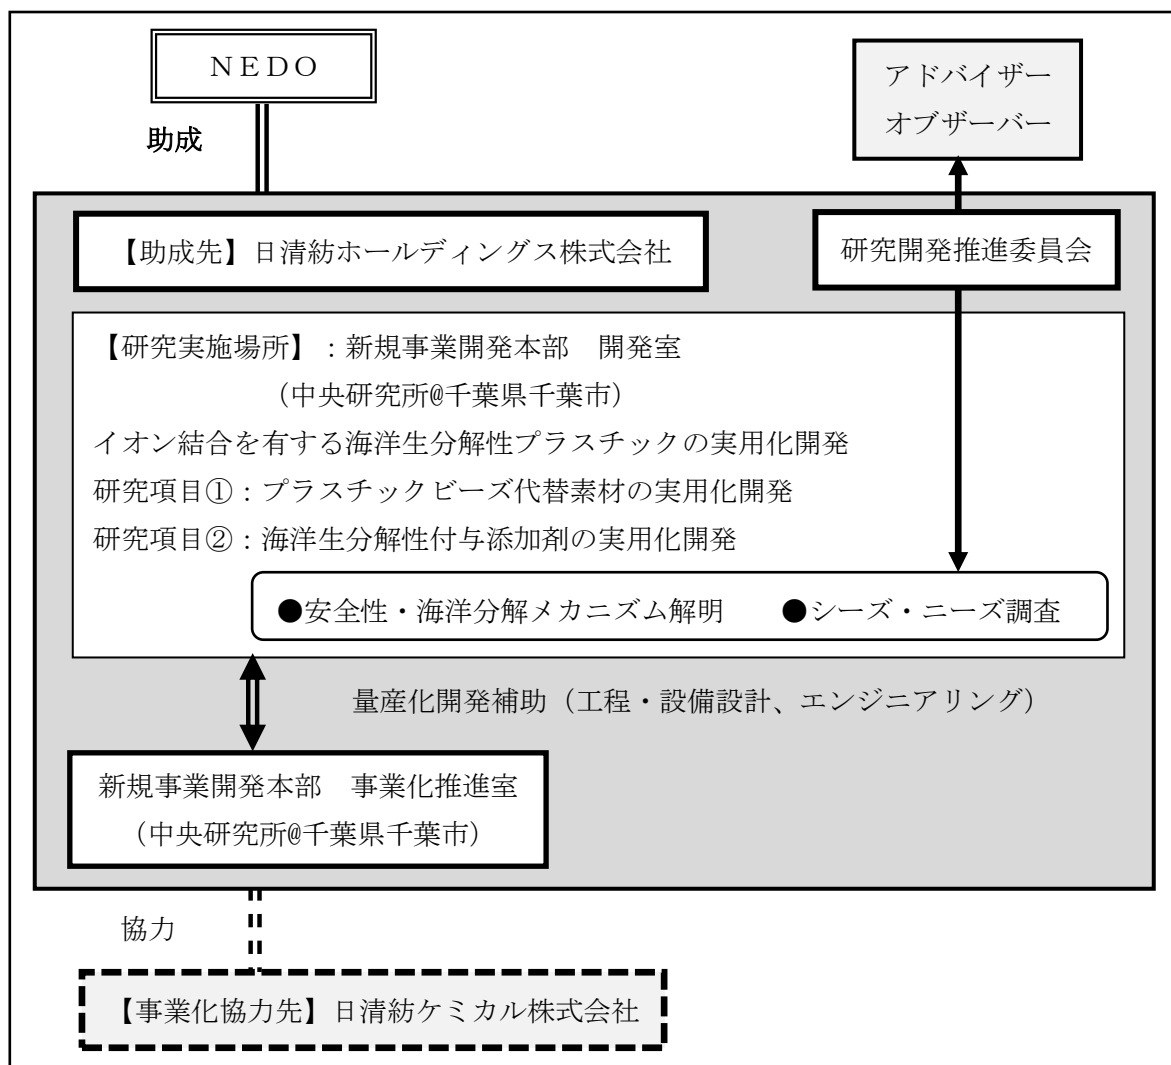 ＮＥＤＯ
助成
アドバイザー
オブザーバー
【助成先】日清紡ホールディングス株式会社
研究開発推進委員会
【研究実施場所】：新規事業開発本部　開発室
（中央研究所@千葉県千葉市）
イオン結合を有する海洋生分解性プラスチックの実用化開発
研究項目①：プラスチックビーズ代替素材の実用化開発
研究項目②：海洋生分解性付与添加剤の実用化開発
●安全性・海洋分解メカニズム解明　●シーズ・ニーズ調査
量産化開発補助（工程・設備設計、エンジニアリング）
新規事業開発本部　事業化推進室
（中央研究所@千葉県千葉市）
協力
【事業化協力先】日清紡ケミカル株式会社